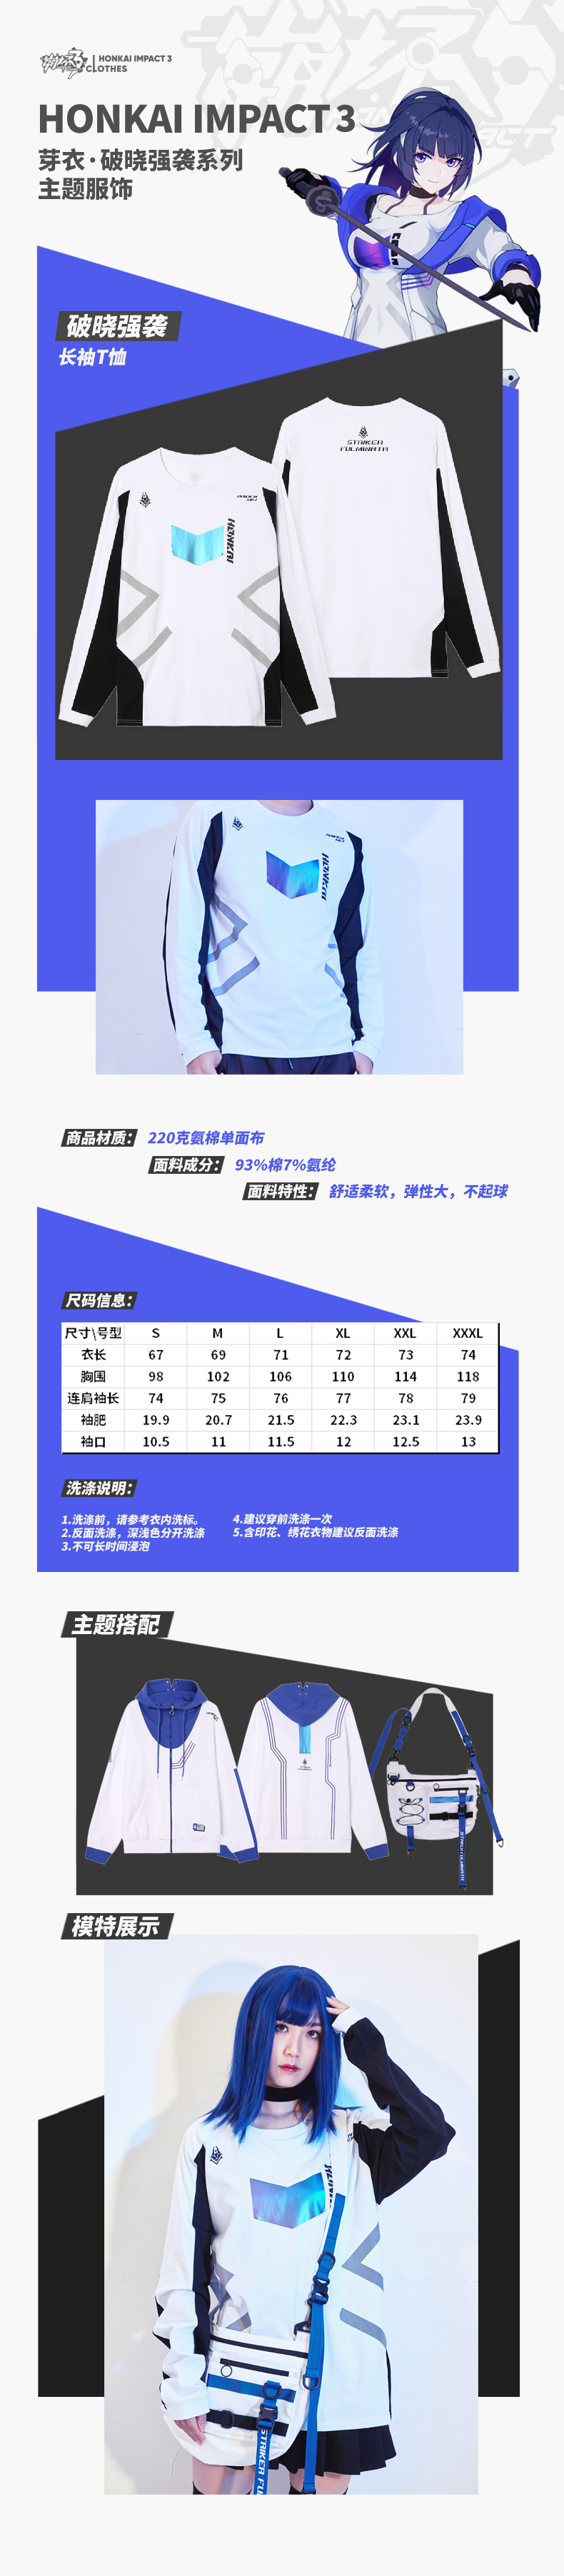 崩坏3
HONKAI IMPACT 3
CLOTHES
HONKAI IMPACT 3
芽衣·破晓强袭系列
主题服饰
破晓强袭
长袖T恤
STRIKER
FULMINATA
HONKAI
HONKAI
商品材质：220克氨棉单面布
面料成分：93%棉7%氨纶
面料特性：舒适柔软，弹性大，不起球
尺码信息：
尺寸\号型 S M L XL XXL XXXL
衣长 67 69 71 72 73 74
胸围 98 102 106 110 114 118
连肩袖长 74 75 76 77 78 79
袖肥 19.9 20.7 21.5 22.3 23.1 23.9
袖口 10.5 11 11.5 12 12.5 13
洗涤说明：
1.洗涤前，请参考衣内洗标。
2.反面洗涤，深浅色分开洗涤
3.不可长时间浸泡
4.建议穿前洗涤一次
5.含印花、绣花衣物建议反面洗涤
主题搭配
模特展示
STRIKER FU